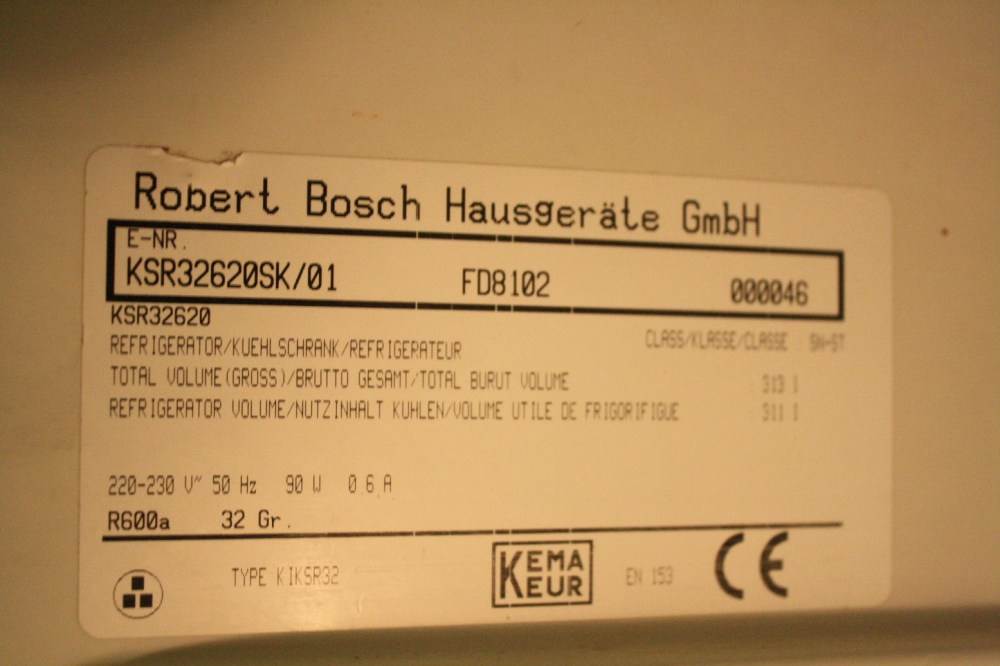 Robert Bosch Hausgeräte GmbH
E-NR.
KSR32620SK/01 FD8102 000046
KSR32620
REFRIGERATOR/KUEHLSCHRANK/REFRIGERATEUR CLASS/KLASSE/CLASSE : SN-ST
TOTAL VOLUME(GROSS)/BRUTTO GESAMT/TOTAL BURUT VOLUME : 313 l
REFRIGERATOR VOLUME/NUTZINHALT KUHLEN/VOLUME UTILE DE FRIGORIFIGUE : 311 l
220-230 V~ 50 Hz 90 W 0 6 A
R600a 32 Gr.
TYPE KIKSR32 KEMA KEUR EN 153 CE